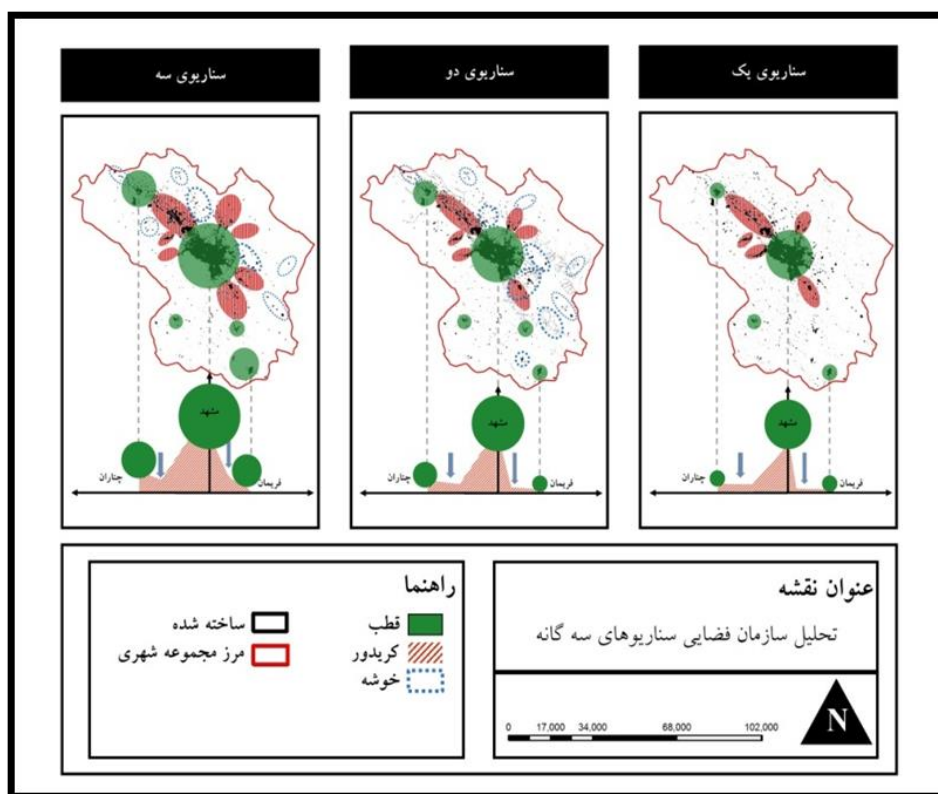 سناریوی یک
سناریوی دو
سناریوی سه
مشهد
چناران
فریمان
مشهد
چناران
فریمان
مشهد
چناران
فریمان
عنوان نقشه
تحلیل سازمان فضایی سناریوهای سه گانه
0 17,000 34,000 68,000 102,000
N
راهنما
قطب
کریدور
خوشه
ساخته شده
مرز مجموعه شهری